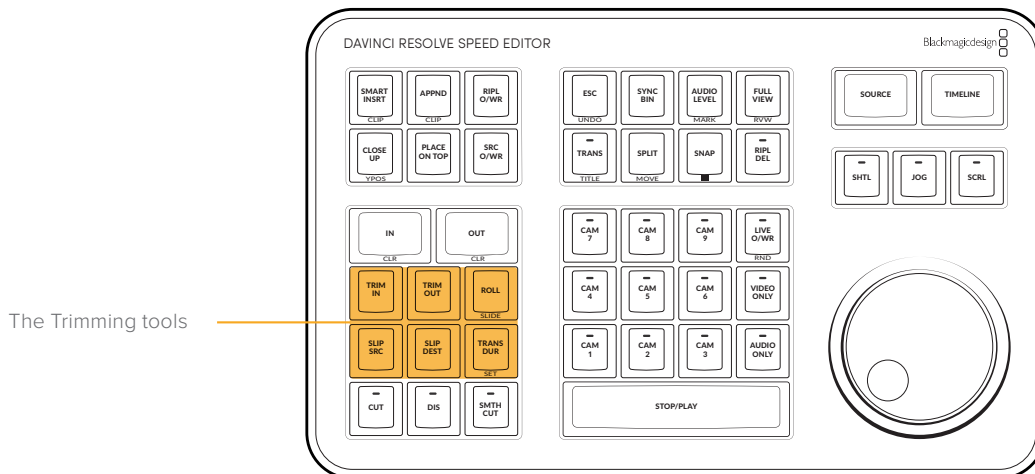 DAVINCI RESOLVE SPEED EDITOR
Blackmagicdesign
SMART
INSRT
CLIP
APPND
CLIP
RIPL
O/WR
ESC
UNDO
SYNC
BIN
AUDIO
LEVEL
MARK
FULL
VIEW
RVW
SOURCE
TIMELINE
CLOSE
UP
YPOS
PLACE
ON TOP
SRC
O/WR
TRANS
TITLE
SPLIT
MOVE
SNAP
RIPL
DEL
SHTL
JOG
SCRL
IN
CLR
OUT
CLR
CAM
7
CAM
8
CAM
9
LIVE
O/WR
RND
TRIM
IN
TRIM
OUT
ROLL
SLIDE
CAM
4
CAM
5
CAM
6
VIDEO
ONLY
The Trimming tools
SLIP
SRC
SLIP
DEST
TRANS
DUR
SET
CAM
1
CAM
2
CAM
3
AUDIO
ONLY
CUT
DIS
SMTH
CUT
STOP/PLAY